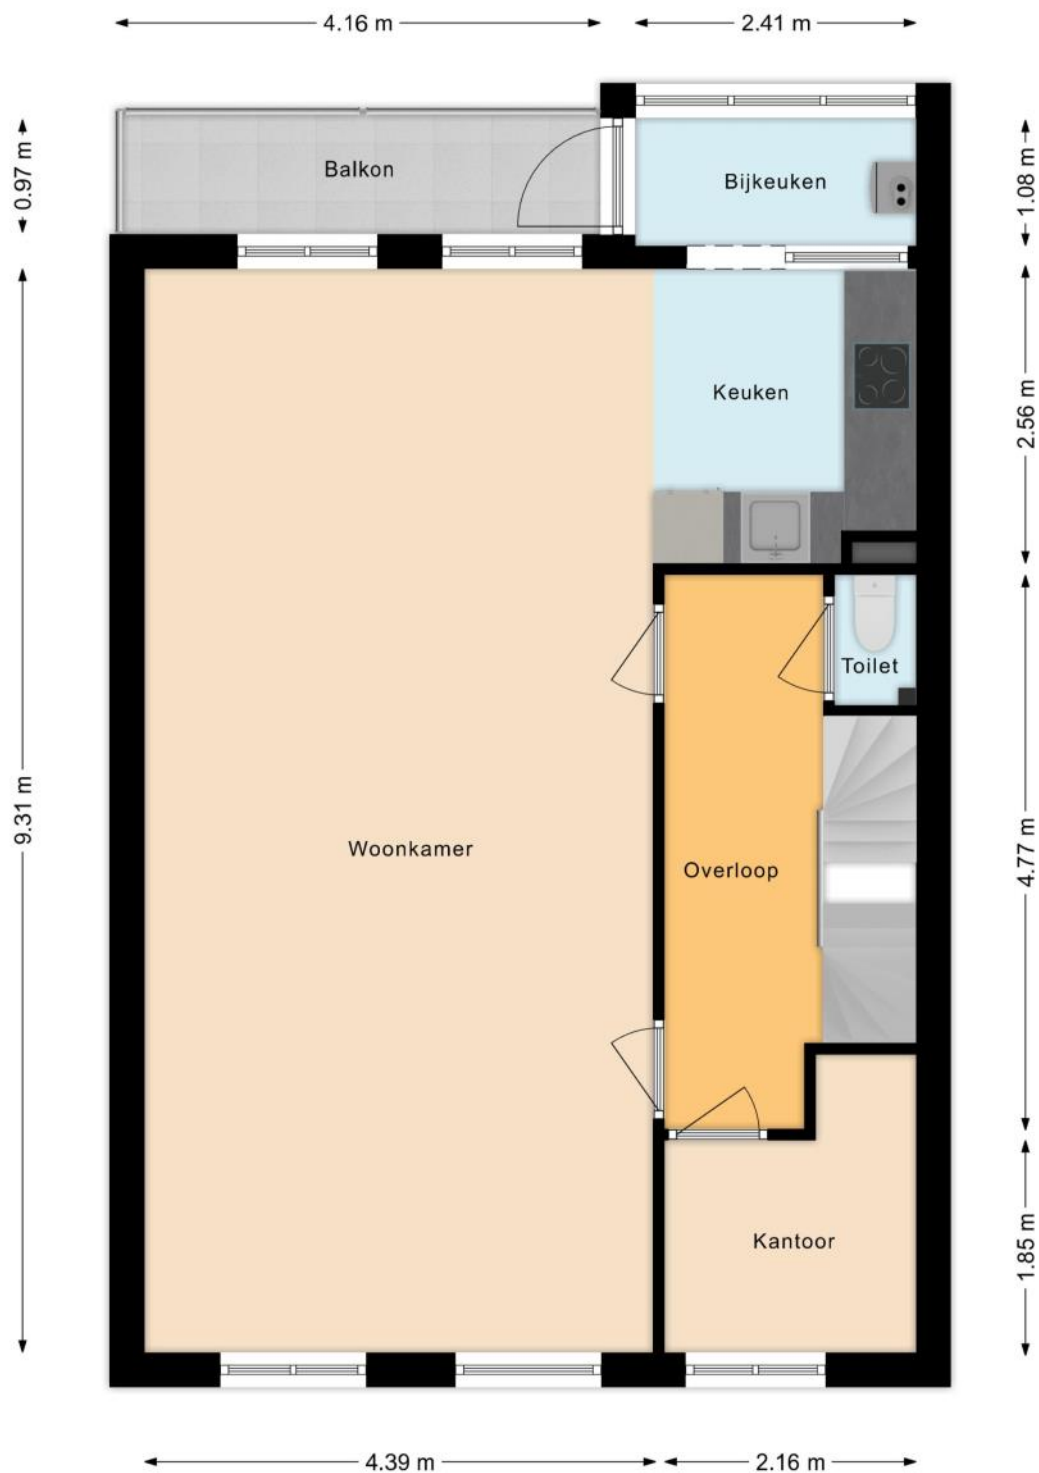 4.16 m
2.41 m
0.97 m
Balkon
Bijkeuken
1.08 m
Keuken
2.56 m
Toilet
9.31 m
Woonkamer
Overloop
4.77 m
Kantoor
1.85 m
4.39 m
2.16 m